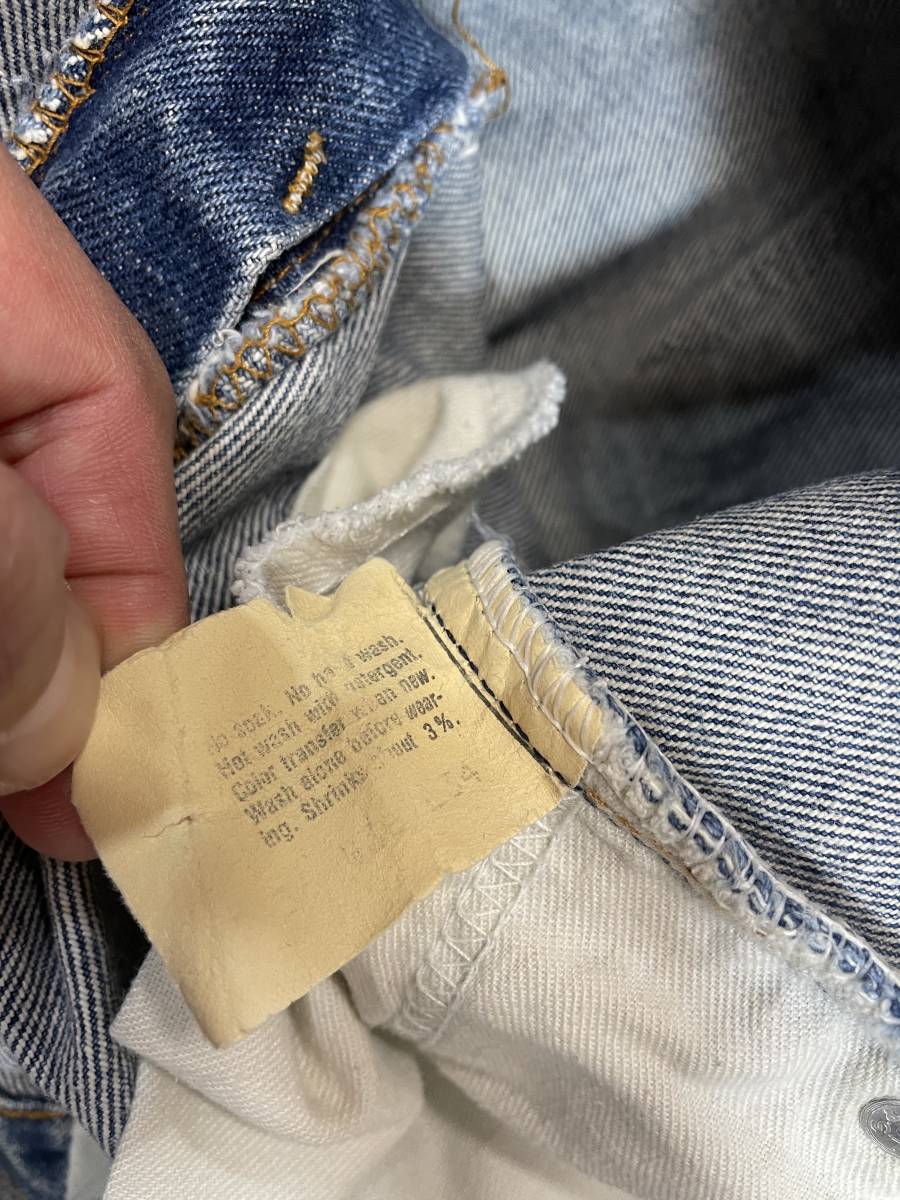 No soak. No hand wash.
Hot wash with detergent.
Color transfer when new.
Wash alone before wear-
ing. Shrinks about 3%.